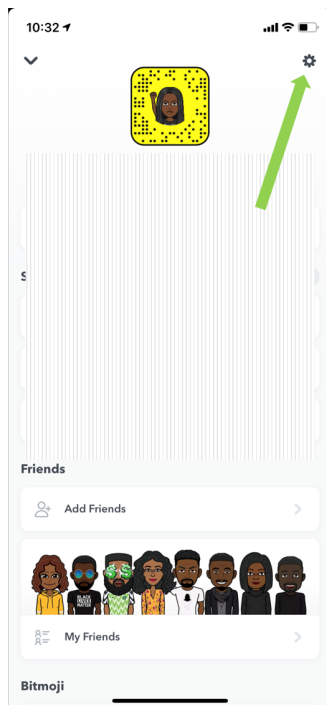 10:32
S
Friends
Add Friends
BLACK
LIVES
MATTER
My Friends
Bitmoji